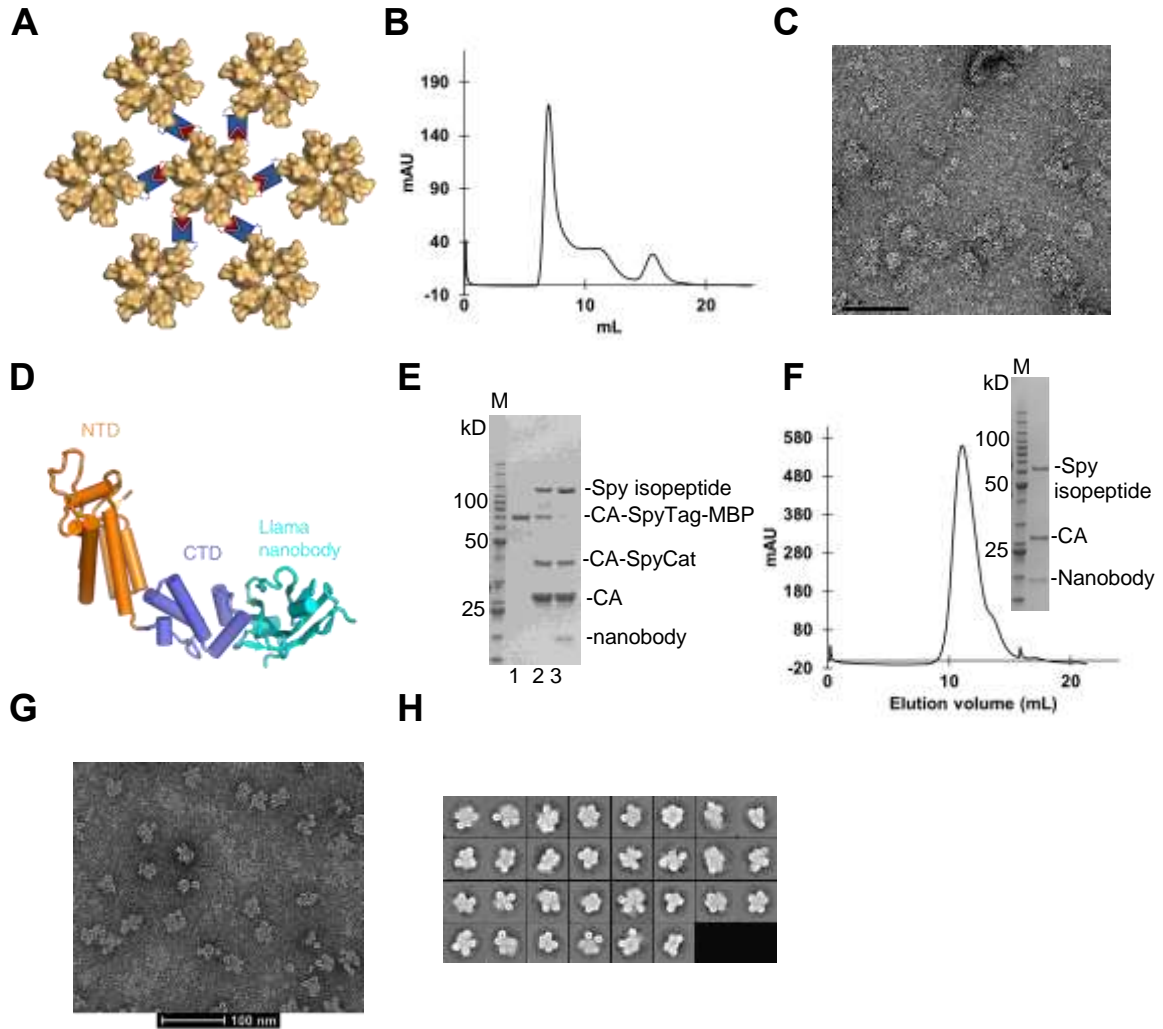 A
B
190
140
mAU
90
40
-10
0
10
20
mL
C
D
NTD
CTD
Llama
nanobody
E
M
kD
100
50
25
-Spy isopeptide
-CA-SpyTag-MBP
-CA-SpyCat
-CA
-nanobody
1 2 3
F
M
kD
100
50
25
-Spy
isopeptide
-CA
-Nanobody
580
480
380
280
180
80
-20
mAU
0
10
20
Elution volume (mL)
G
100 nm
H